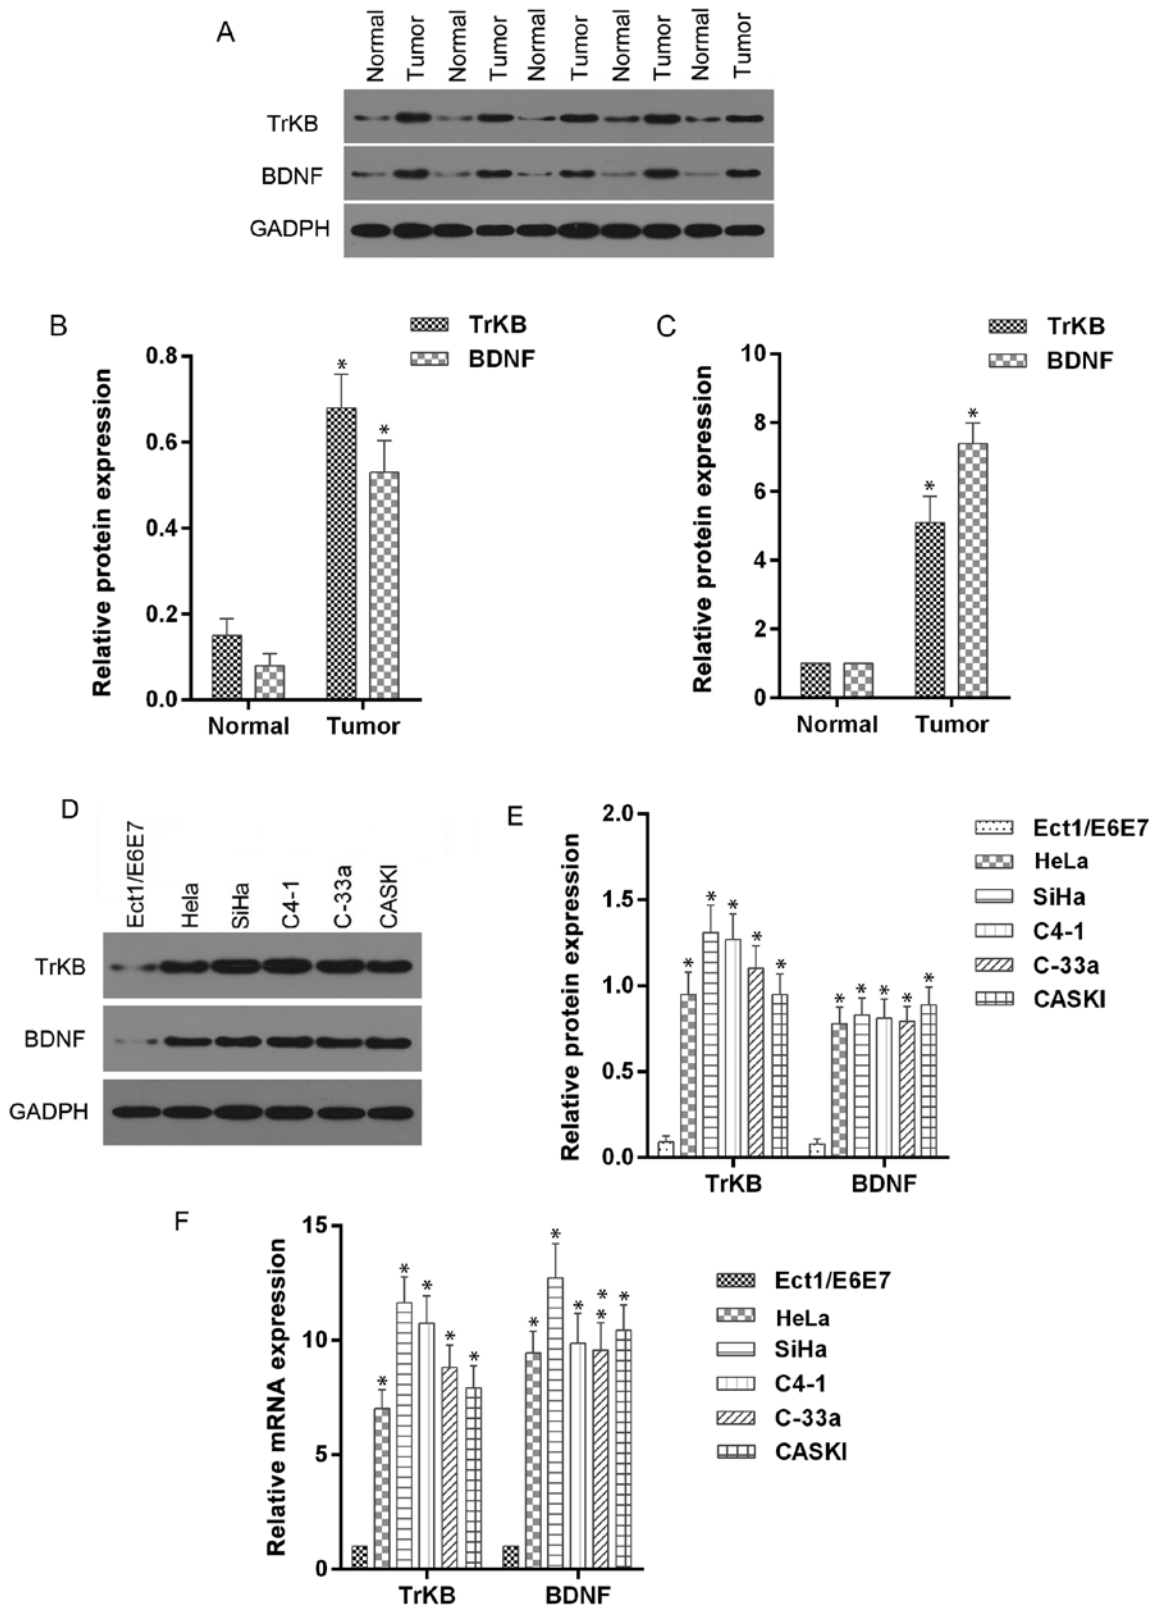 A
Normal Tumor Normal Tumor Normal Tumor Normal Tumor Normal Tumor
TrKB
BDNF
GADPH
B
TrKB
BDNF
Relative protein expression
0.8
*
0.6
*
0.4
0.2
0.0
Normal Tumor
C
TrKB
BDNF
Relative protein expression
10
8
*
6
*
4
2
0
Normal Tumor
D
Ect1/E6E7 Hela SiHa C4-1 C-33a CASKI
TrKB
BDNF
GADPH
E
Relative protein expression
2.0
1.5
1.0
0.5
0.0
* * * * * * * * * *
TrKB BDNF
Ect1/E6E7
HeLa
SiHa
C4-1
C-33a
CASKI
F
Relative mRNA expression
15
10
5
0
* * * * * * * * * * *
TrKB BDNF
Ect1/E6E7
HeLa
SiHa
C4-1
C-33a
CASKI